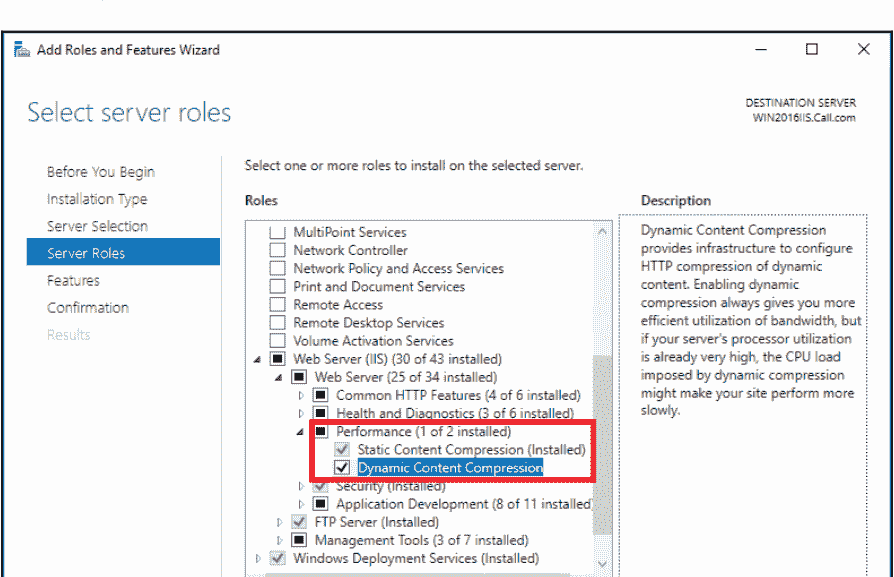 Add Roles and Features Wizard
Select server roles
DESTINATION SERVER
WIN2016IIS.Call.com
Before You Begin
Installation Type
Server Selection
Server Roles
Features
Confirmation
Results
Select one or more roles to install on the selected server.
Roles
MultiPoint Services
Network Controller
Network Policy and Access Services
Print and Document Services
Remote Access
Remote Desktop Services
Volume Activation Services
Web Server (IIS) (30 of 43 installed)
Web Server (25 of 34 installed)
Common HTTP Features (4 of 6 installed)
Health and Diagnostics (3 of 6 installed)
Performance (1 of 2 installed)
Static Content Compression (Installed)
Dynamic Content Compression
Security (Installed)
Application Development (8 of 11 installed
FTP Server (Installed)
Management Tools (3 of 7 installed)
Windows Deployment Services (Installed)
Description
Dynamic Content Compression
provides infrastructure to configure
HTTP compression of dynamic
content. Enabling dynamic
compression always gives you more
efficient utilization of bandwidth, but
if your server's processor utilization
is already very high, the CPU load
imposed by dynamic compression
might make your site perform more
slowly.